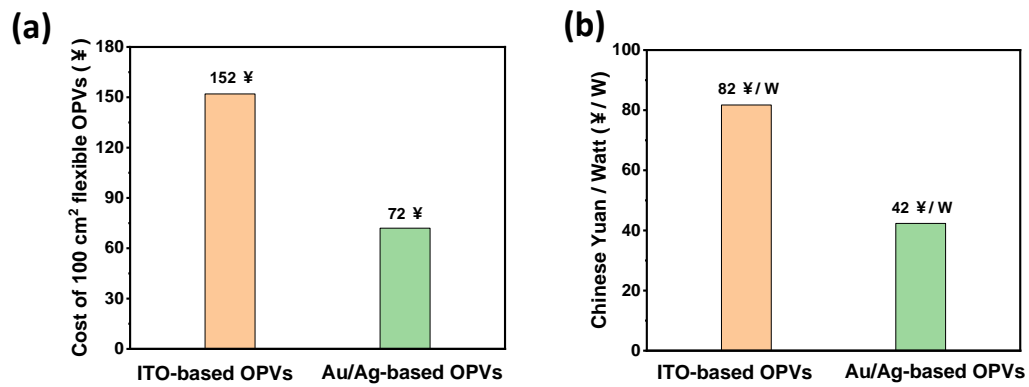 (a)
Cost of 100 cm² flexible OPVs (¥)
180
150
120
90
60
30
0
152 ¥
72 ¥
ITO-based OPVs
Au/Ag-based OPVs
(b)
Chinese Yuan / Watt (¥ / W)
100
80
60
40
20
0
82 ¥/ W
42 ¥/ W
ITO-based OPVs
Au/Ag-based OPVs